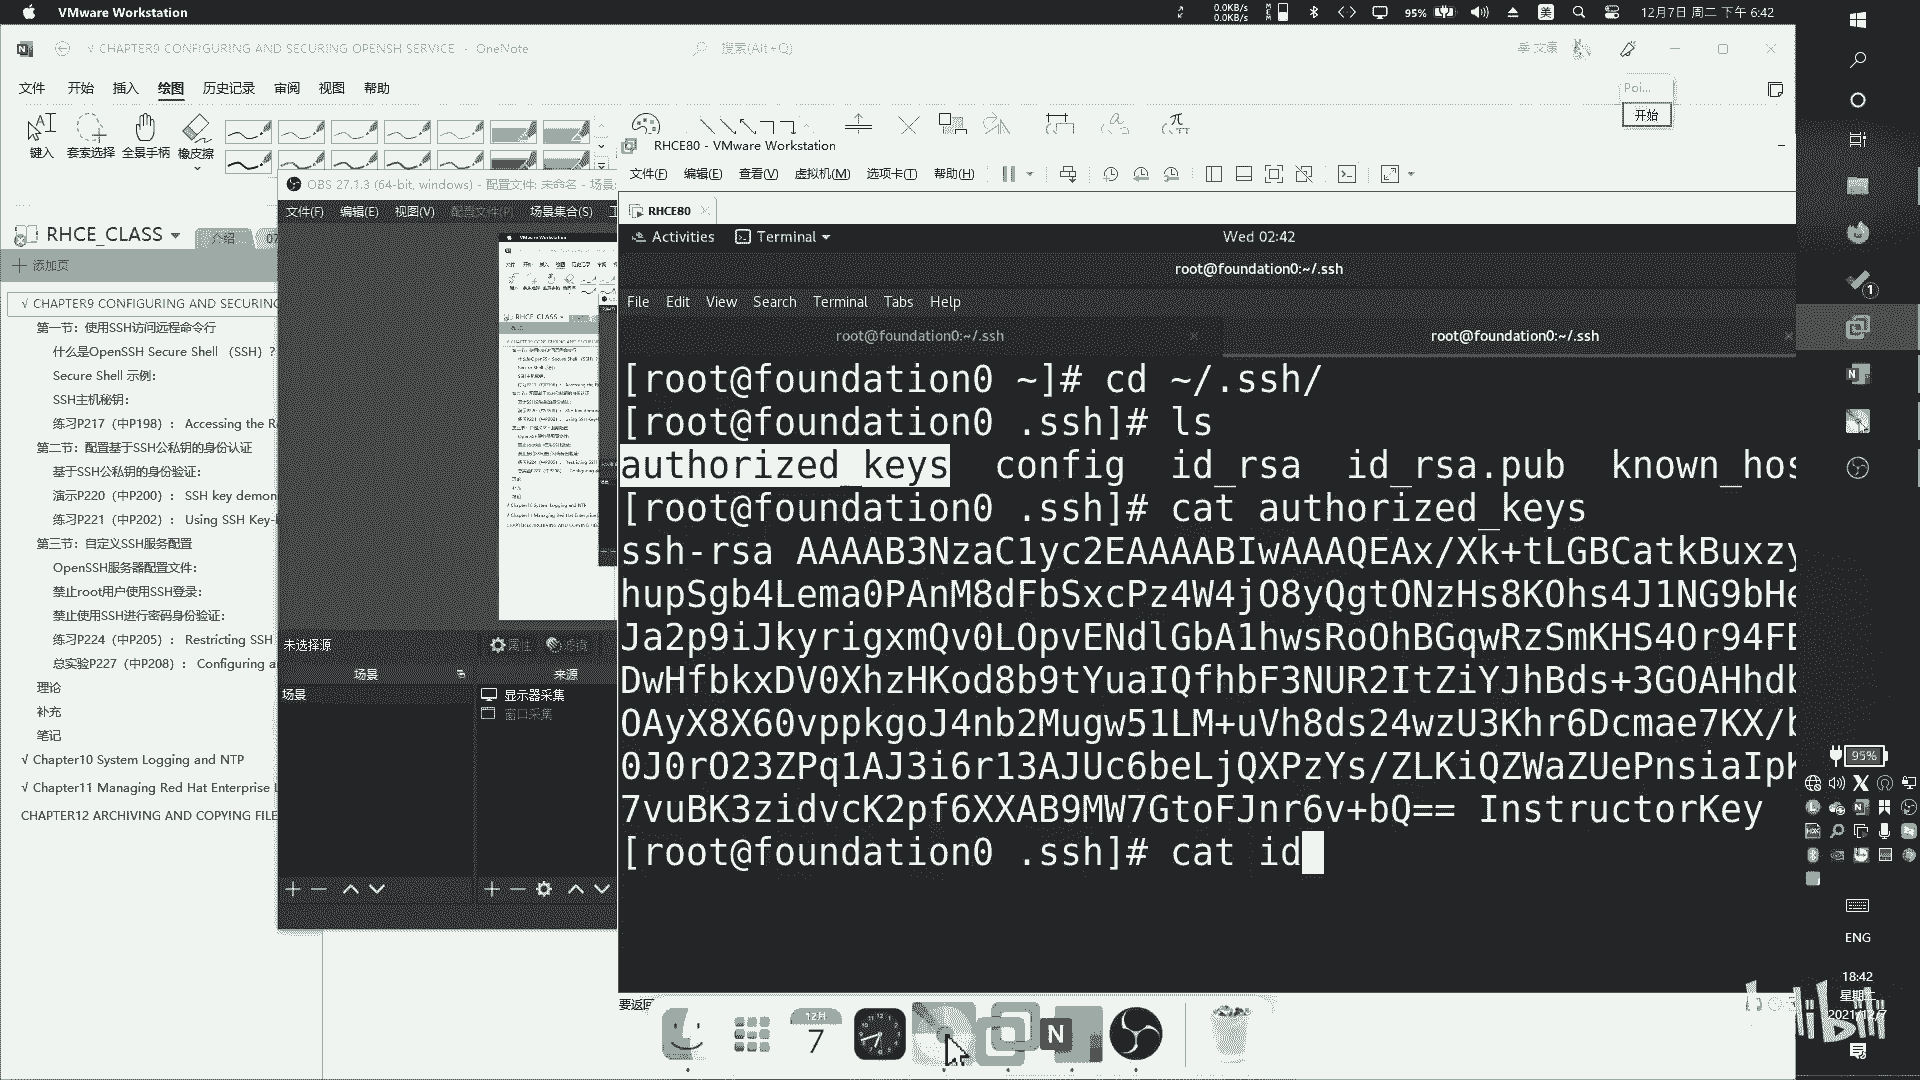 VMware Workstation
0.0KB/s
0.0KB/s
95%
美
12月7日 周二 下午 6:42
√ CHAPTER9 CONFIGURING AND SECURING OPENSH SERVICE - OneNote
搜索(Alt+Q)
文件 开始 插入 绘图 历史记录 审阅 视图 帮助
Poi...
开始
键入 套索选择 全景手柄 橡皮擦
RHCE80 - VMware Workstation
文件(F) 编辑(E) 查看(V) 虚拟机(M) 选项卡(T) 帮助(H)
OBS 27.1.3 (64-bit, windows) - 配置文件: 未命名 - 场景
文件(F) 编辑(E) 视图(V) 配置文件(P) 场景集合(S)
RHCE80
Activities Terminal
Wed 02:42
root@foundation0:~/.ssh
File Edit View Search Terminal Tabs Help
root@foundation0:~/.ssh
root@foundation0:~/.ssh
RHCE_CLASS
介绍
07
添加页
√ CHAPTER9 CONFIGURING AND SECURING
第一节：使用SSH访问远程命令行
什么是OpenSSH Secure Shell （SSH）?
Secure Shell 示例：
SSH主机秘钥：
练习P217（中P198）： Accessing the R
第二节：配置基于SSH公私钥的身份认证
基于SSH公私钥的身份验证：
演示P220（中P200）： SSH key demon
练习P221（中P202）： Using SSH Key-
第三节：自定义SSH服务配置
OpenSSH服务器配置文件：
禁止root用户使用SSH登录：
禁止使用SSH进行密码身份验证：
练习P224（中P205）： Restricting SSH
总实验P227（中P208）： Configuring a
理论
补充
笔记
√ Chapter10 System Logging and NTP
√ Chapter11 Managing Red Hat Enterprise L
CHAPTER12 ARCHIVING AND COPYING FILE
未选择源
属性
滤镜
场景
来源
场景
显示器采集
窗口采集
[root@foundation0 ~]# cd ~/.ssh/
[root@foundation0 .ssh]# ls
authorized_keys config id_rsa id_rsa.pub known_hos
[root@foundation0 .ssh]# cat authorized_keys
ssh-rsa AAAAB3NzaC1yc2EAAAABIwAAAQEAx/Xk+tLGBCatkBuxzy
hupSgb4Lema0PAnM8dFbSxcPz4W4jO8yQgtONzHs8KOhs4J1NG9bHe
Ja2p9iJkyrigxmQv0LOpvENdlGbA1hwsRoOhBGqwRzSmKHS4Or94FE
DwHfbkxDV0XhzHKod8b9tYuaIQfhbF3NUR2ItZiYJhBds+3GOAHhdb
OAyX8X60vppkgoJ4nb2Mugw51LM+uVh8ds24wzU3Khr6Dcmae7KX/b
0J0rO23ZPq1AJ3i6r13AJUc6beLjQXPzYs/ZLKiQZWaZUePnsiaIpK
7vuBK3zidvcK2pf6XXAB9MW7GtoFJnr6v+bQ== InstructorKey
[root@foundation0 .ssh]# cat id
要返回
12月
7
N
1
95%
ENG
18:42
星期二
2021/12/7
bilibili